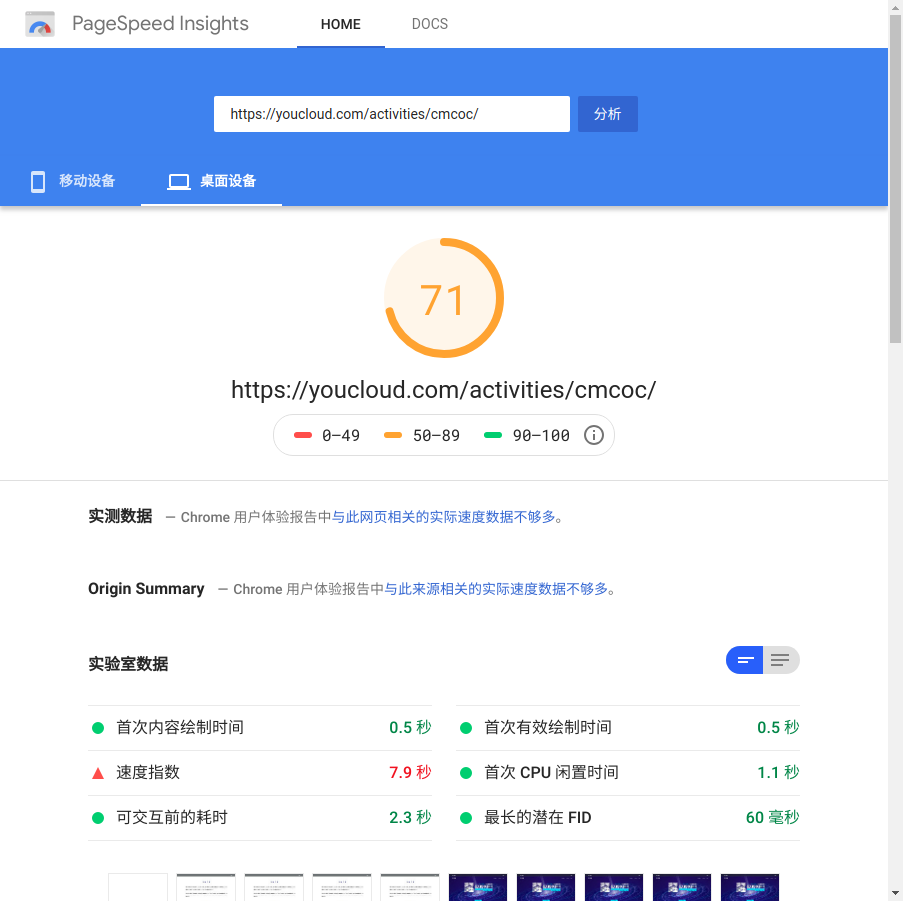 PageSpeed Insights HOME DOCS
https://youcloud.com/activities/cmcoc/ 分析
移动设备 桌面设备
71
https://youcloud.com/activities/cmcoc/
0–49 50–89 90–100
实测数据 — Chrome 用户体验报告中与此网页相关的实际速度数据不够多。
Origin Summary — Chrome 用户体验报告中与此来源相关的实际速度数据不够多。
实验室数据
首次内容绘制时间 0.5 秒 首次有效绘制时间 0.5 秒
速度指数 7.9 秒 首次 CPU 闲置时间 1.1 秒
可交互前的耗时 2.3 秒 最长的潜在 FID 60 毫秒